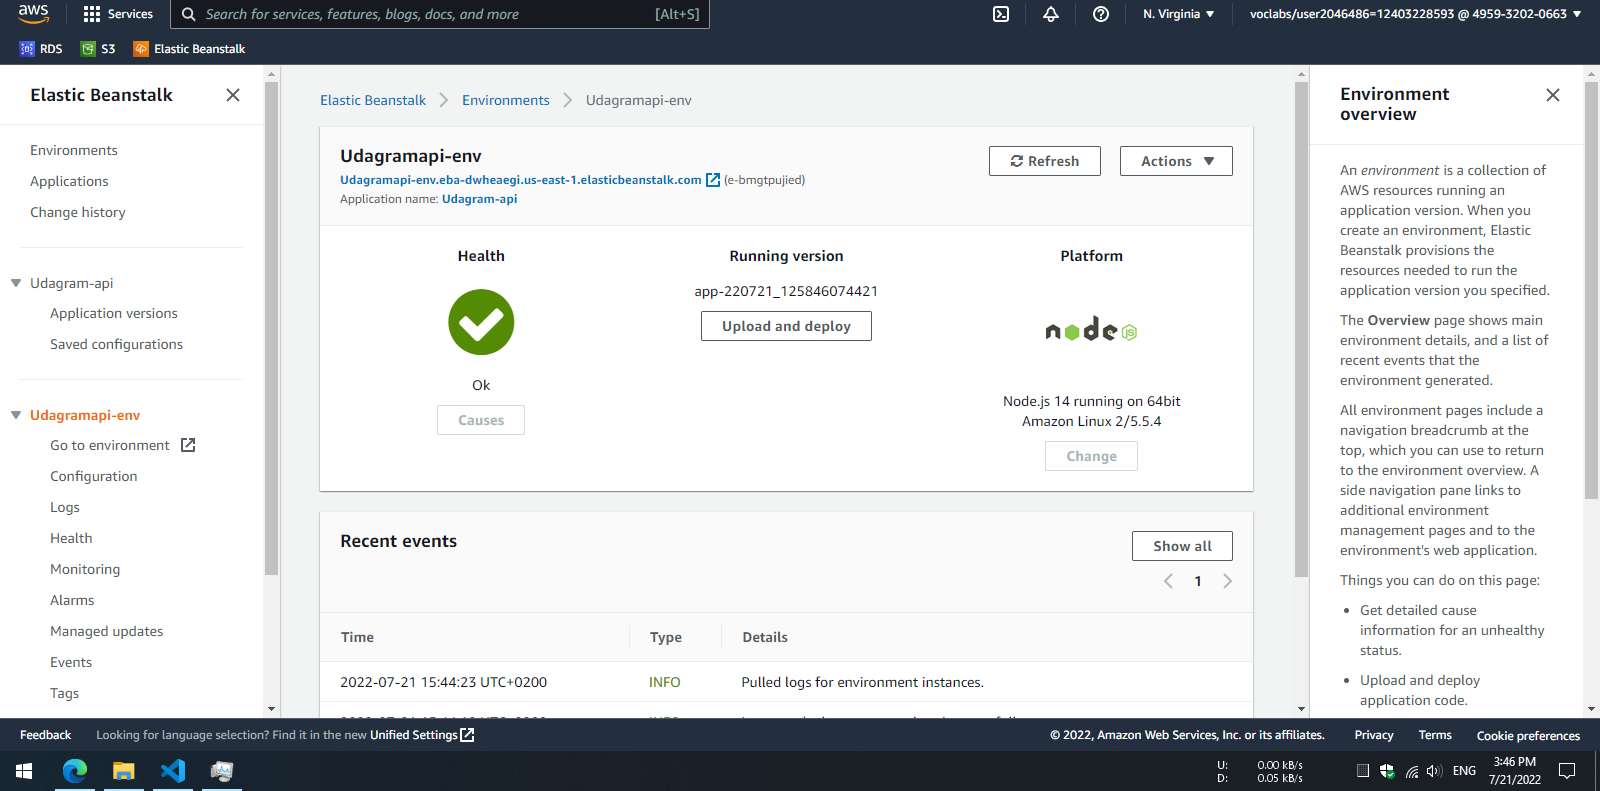 aws
Services
Search for services, features, blogs, docs, and more
[Alt+S]
N. Virginia
voclabs/user2046486=12403228593 @ 4959-3202-0663
RDS
S3
Elastic Beanstalk
Elastic Beanstalk
Environments
Applications
Change history
Udagram-api
Application versions
Saved configurations
Udagramapi-env
Go to environment
Configuration
Logs
Health
Monitoring
Alarms
Managed updates
Events
Tags
Elastic Beanstalk
Environments
Udagramapi-env
Udagramapi-env
Udagramapi-env.eba-dwheaegi.us-east-1.elasticbeanstalk.com (e-bmgtpujied)
Application name: Udagram-api
Refresh
Actions
Health
Ok
Causes
Running version
app-220721_125846074421
Upload and deploy
Platform
node JS
Node.js 14 running on 64bit
Amazon Linux 2/5.5.4
Change
Recent events
Show all
1
Time
Type
Details
2022-07-21 15:44:23 UTC+0200
INFO
Pulled logs for environment instances.
Environment
overview
An environment is a collection of
AWS resources running an
application version. When you
create an environment, Elastic
Beanstalk provisions the
resources needed to run the
application version you specified.
The Overview page shows main
environment details, and a list of
recent events that the
environment generated.
All environment pages include a
navigation breadcrumb at the
top, which you can use to return
to the environment overview. A
side navigation pane links to
additional environment
management pages and to the
environment's web application.
Things you can do on this page:
• Get detailed cause
information for an unhealthy
status.
• Upload and deploy
application code.
Feedback
Looking for language selection? Find it in the new Unified Settings
© 2022, Amazon Web Services, Inc. or its affiliates.
Privacy
Terms
Cookie preferences
U: 0.00 kB/s
D: 0.05 kB/s
ENG
3:46 PM
7/21/2022